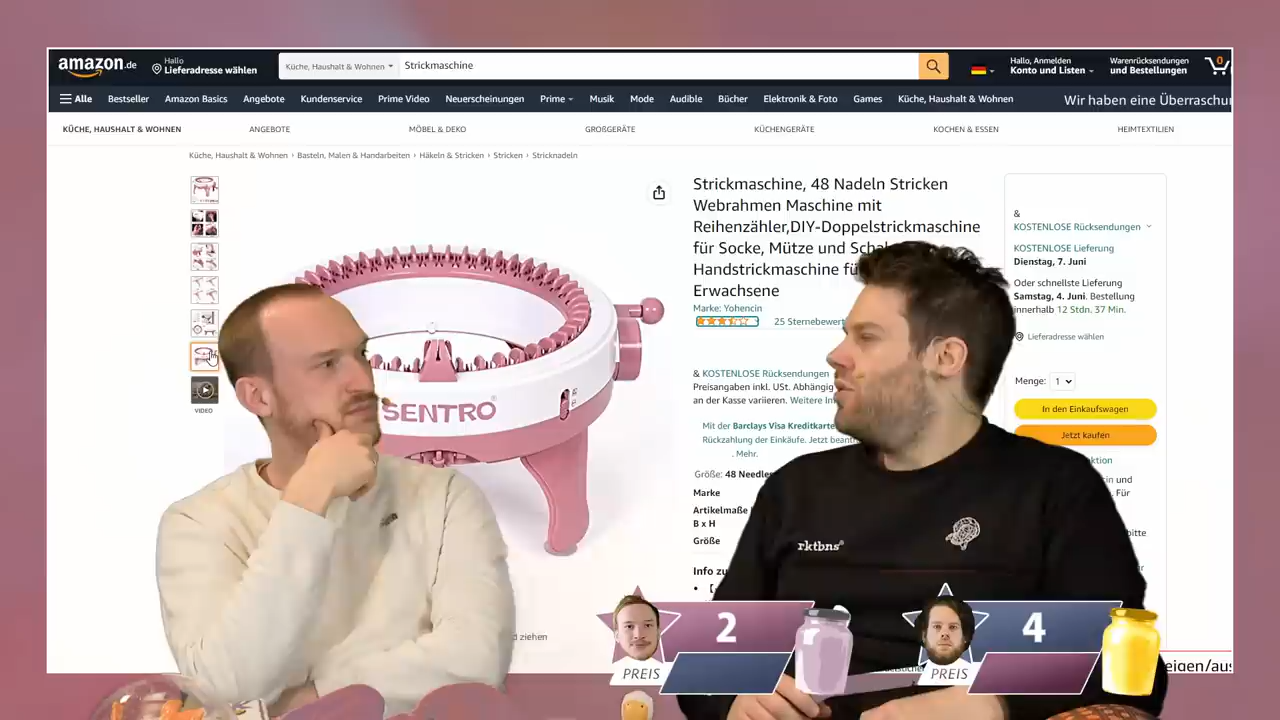 amazon.de
Hallo
Lieferadresse wählen
Küche, Haushalt & Wohnen
Strickmaschine
Hallo, Anmelden
Konto und Listen
Warenrücksendungen
und Bestellungen
0
Alle
Bestseller
Amazon Basics
Angebote
Kundenservice
Prime Video
Neuerscheinungen
Prime
Musik
Mode
Audible
Bücher
Elektronik & Foto
Games
Küche, Haushalt & Wohnen
Wir haben eine Überraschu
KÜCHE, HAUSHALT & WOHNEN
ANGEBOTE
MÖBEL & DEKO
GROßGERÄTE
KÜCHENGERÄTE
KOCHEN & ESSEN
HEIMTEXTILIEN
Küche, Haushalt & Wohnen › Basteln, Malen & Handarbeiten › Häkeln & Stricken › Stricken › Stricknadeln
VIDEO
SENTRO
Strickmaschine, 48 Nadeln Stricken
Webrahmen Maschine mit
Reihenzähler,DIY-Doppelstrickmaschine
für Socke, Mütze und Schal
Handstrickmaschine fü
Erwachsene
Marke: Yohencin
25 Sternebewert
& KOSTENLOSE Rücksendungen
Preisangaben inkl. USt. Abhängig
an der Kasse variieren. Weitere In
Mit der Barclays Visa Kreditkarte
Rückzahlung der Einkäufe. Jetzt beant
. Mehr.
Größe: 48 Needle
Marke
Artikelmaße
B x H
Größe
Info zu
&
KOSTENLOSE Rücksendungen
KOSTENLOSE Lieferung
Dienstag, 7. Juni
Oder schnellste Lieferung
Samstag, 4. Juni. Bestellung
innerhalb 12 Stdn. 37 Min.
Lieferadresse wählen
Menge: 1
In den Einkaufswagen
Jetzt kaufen
ktion
in und
. Für
bitte
d ziehen
rktbns
2
PREIS
4
PREIS
eigen/aus